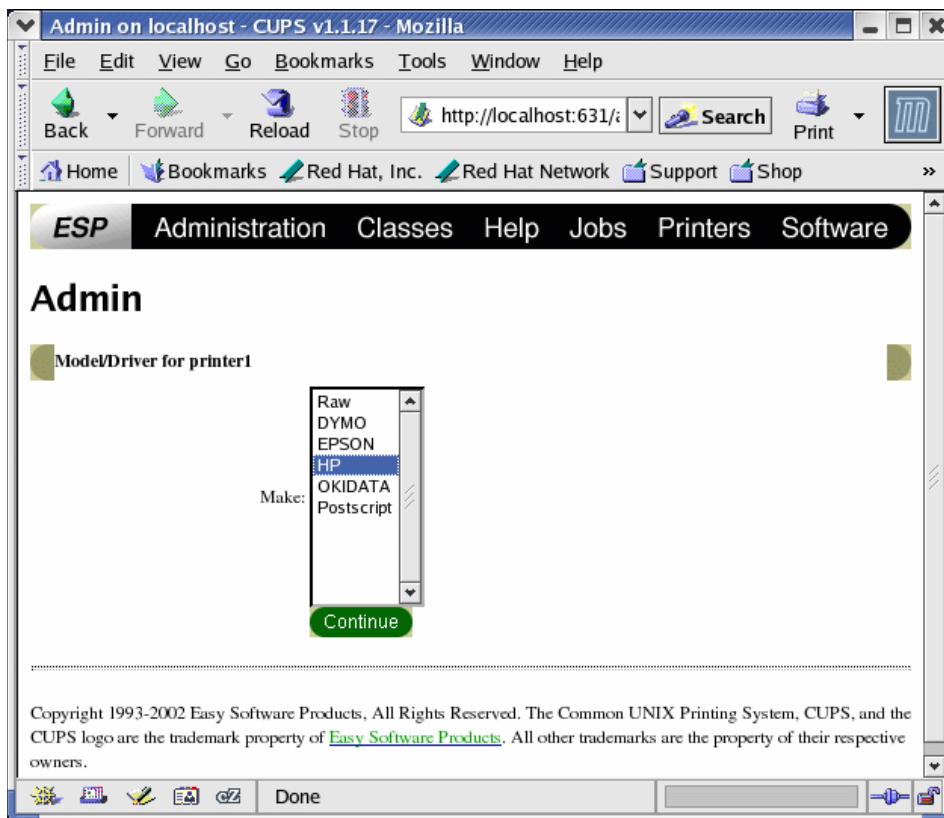 Admin on localhost - CUPS v1.1.17 - Mozilla
File Edit View Go Bookmarks Tools Window Help
Back Forward Reload Stop http://localhost:631/a Search Print
Home Bookmarks Red Hat, Inc. Red Hat Network Support Shop »
ESP Administration Classes Help Jobs Printers Software
Admin
Model/Driver for printer1
Make:
Raw
DYMO
EPSON
HP
OKIDATA
Postscript
Continue
Copyright 1993-2002 Easy Software Products, All Rights Reserved. The Common UNIX Printing System, CUPS, and the
CUPS logo are the trademark property of Easy Software Products. All other trademarks are the property of their respective
owners.
Done